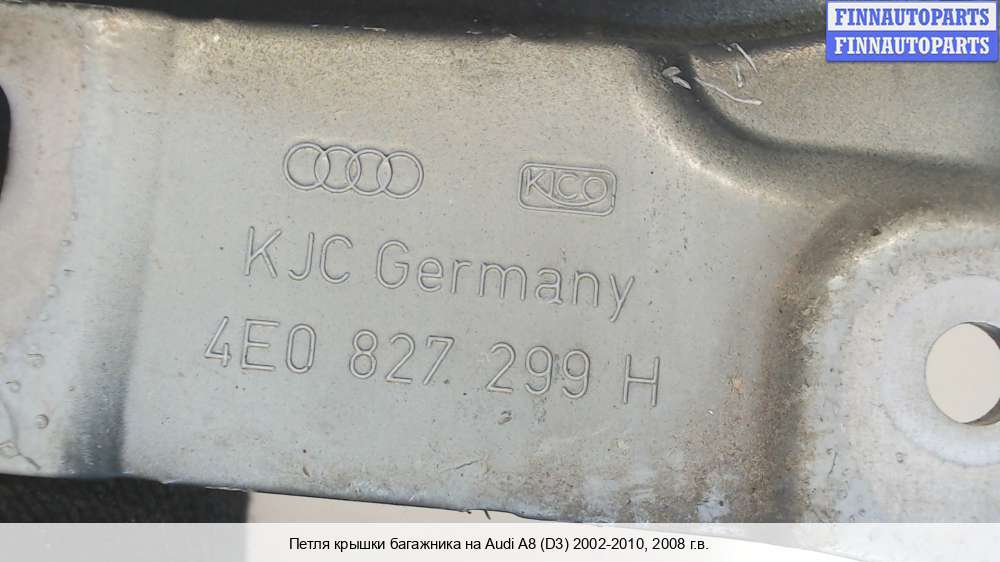 FINNAUTOPARTS
FINNAUTOPARTS
KICO
KJC Germany
4E0 827 299 H
Петля крышки багажника на Audi A8 (D3) 2002-2010, 2008 г.в.